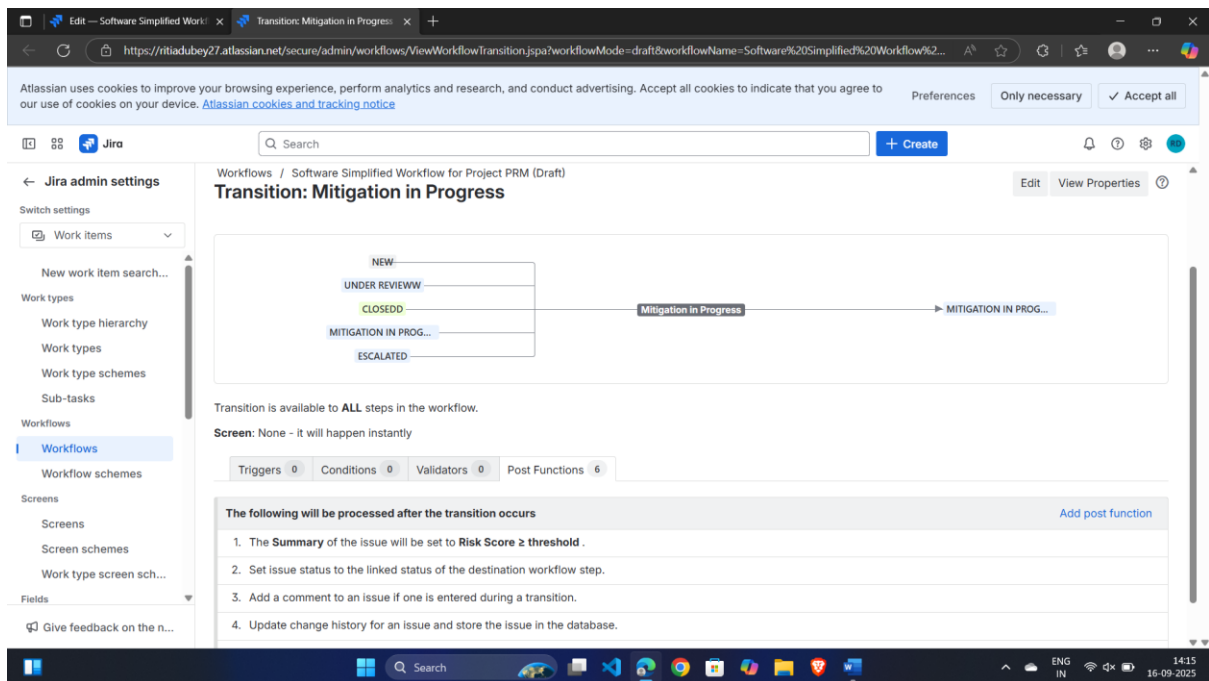 Edit — Software Simplified Workfl
Transition: Mitigation in Progress
https://ritiadubey27.atlassian.net/secure/admin/workflows/ViewWorkflowTransition.jspa?workflowMode=draft&workflowName=Software%20Simplified%20Workflow%2...
Atlassian uses cookies to improve your browsing experience, perform analytics and research, and conduct advertising. Accept all cookies to indicate that you agree to
our use of cookies on your device. Atlassian cookies and tracking notice
Preferences
Only necessary
Accept all
Jira
Search
+ Create
RD
Jira admin settings
Switch settings
Work items
New work item search...
Work types
Work type hierarchy
Work types
Work type schemes
Sub-tasks
Workflows
Workflows
Workflow schemes
Screens
Screens
Screen schemes
Work type screen sch...
Fields
Give feedback on the n...
Workflows / Software Simplified Workflow for Project PRM (Draft)
Transition: Mitigation in Progress
Edit
View Properties
NEW
UNDER REVIEWW
CLOSEDD
MITIGATION IN PROG...
ESCALATED
Mitigation in Progress
MITIGATION IN PROG...
Transition is available to ALL steps in the workflow.
Screen: None - it will happen instantly
Triggers 0
Conditions 0
Validators 0
Post Functions 6
The following will be processed after the transition occurs
Add post function
1. The Summary of the issue will be set to Risk Score ≥ threshold .
2. Set issue status to the linked status of the destination workflow step.
3. Add a comment to an issue if one is entered during a transition.
4. Update change history for an issue and store the issue in the database.
Search
ENG
IN
14:15
16-09-2025